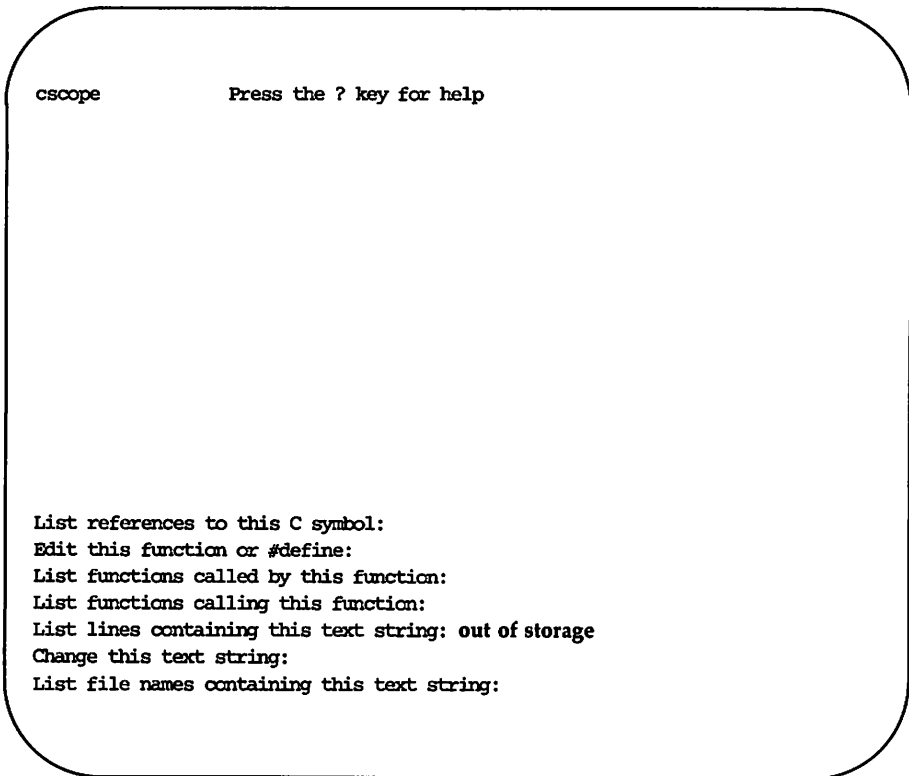 cscope Press the ? key for help
List references to this C symbol:
Edit this function or #define:
List functions called by this function:
List functions calling this function:
List lines containing this text string: out of storage
Change this text string:
List file names containing this text string: